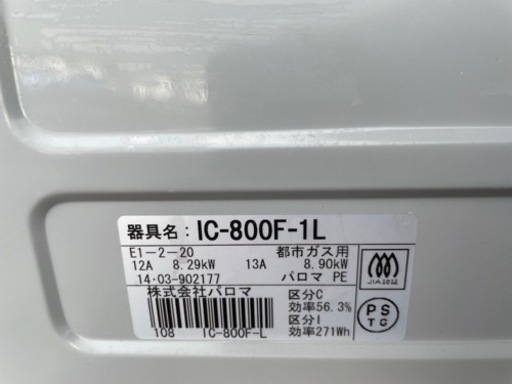 器具名：IC-800F-1L
E1-2-20 都市ガス用
12A 8.29kW 13A 8.90kW
14·03-902177 パロマ PE
株式会社パロマ
区分C
効率56.3%
区分I
効率271Wh
108 IC-800F-L
JIA認証
PS
TG